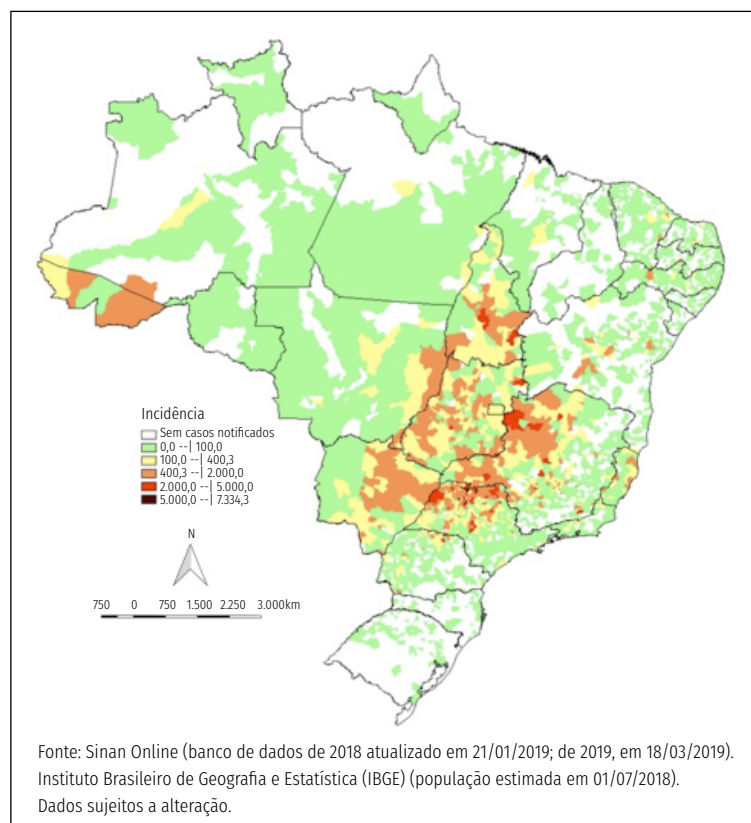 Incidência
Sem casos notificados
0,0 --| 100,0
100,0 --| 400,3
400,3 --| 2.000,0
2.000,0 --| 5.000,0
5.000,0 --| 7.334,3
N
750 0 750 1.500 2.250 3.000km
Fonte: Sinan Online (banco de dados de 2018 atualizado em 21/01/2019; de 2019, em 18/03/2019).
Instituto Brasileiro de Geografia e Estatística (IBGE) (população estimada em 01/07/2018).
Dados sujeitos a alteração.